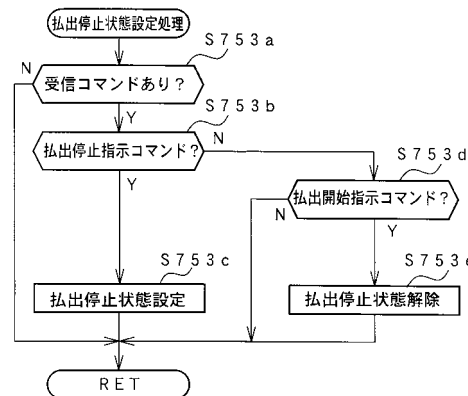 払出停止状態設定処理
S753a
N
受信コマンドあり?
Y
S753b
払出停止指示コマンド?
N
Y
S753d
払出開始指示コマンド?
N
Y
S753c
払出停止状態設定
S753e
払出停止状態解除
RET